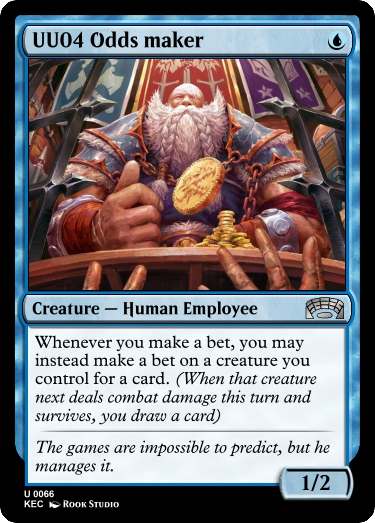 UU04 Odds maker
Creature — Human Employee
Whenever you make a bet, you may
instead make a bet on a creature you
control for a card. (When that creature
next deals combat damage this turn and
survives, you draw a card)
The games are impossible to predict, but he
manages it.
1/2
U 0066
KEC Rook Studio